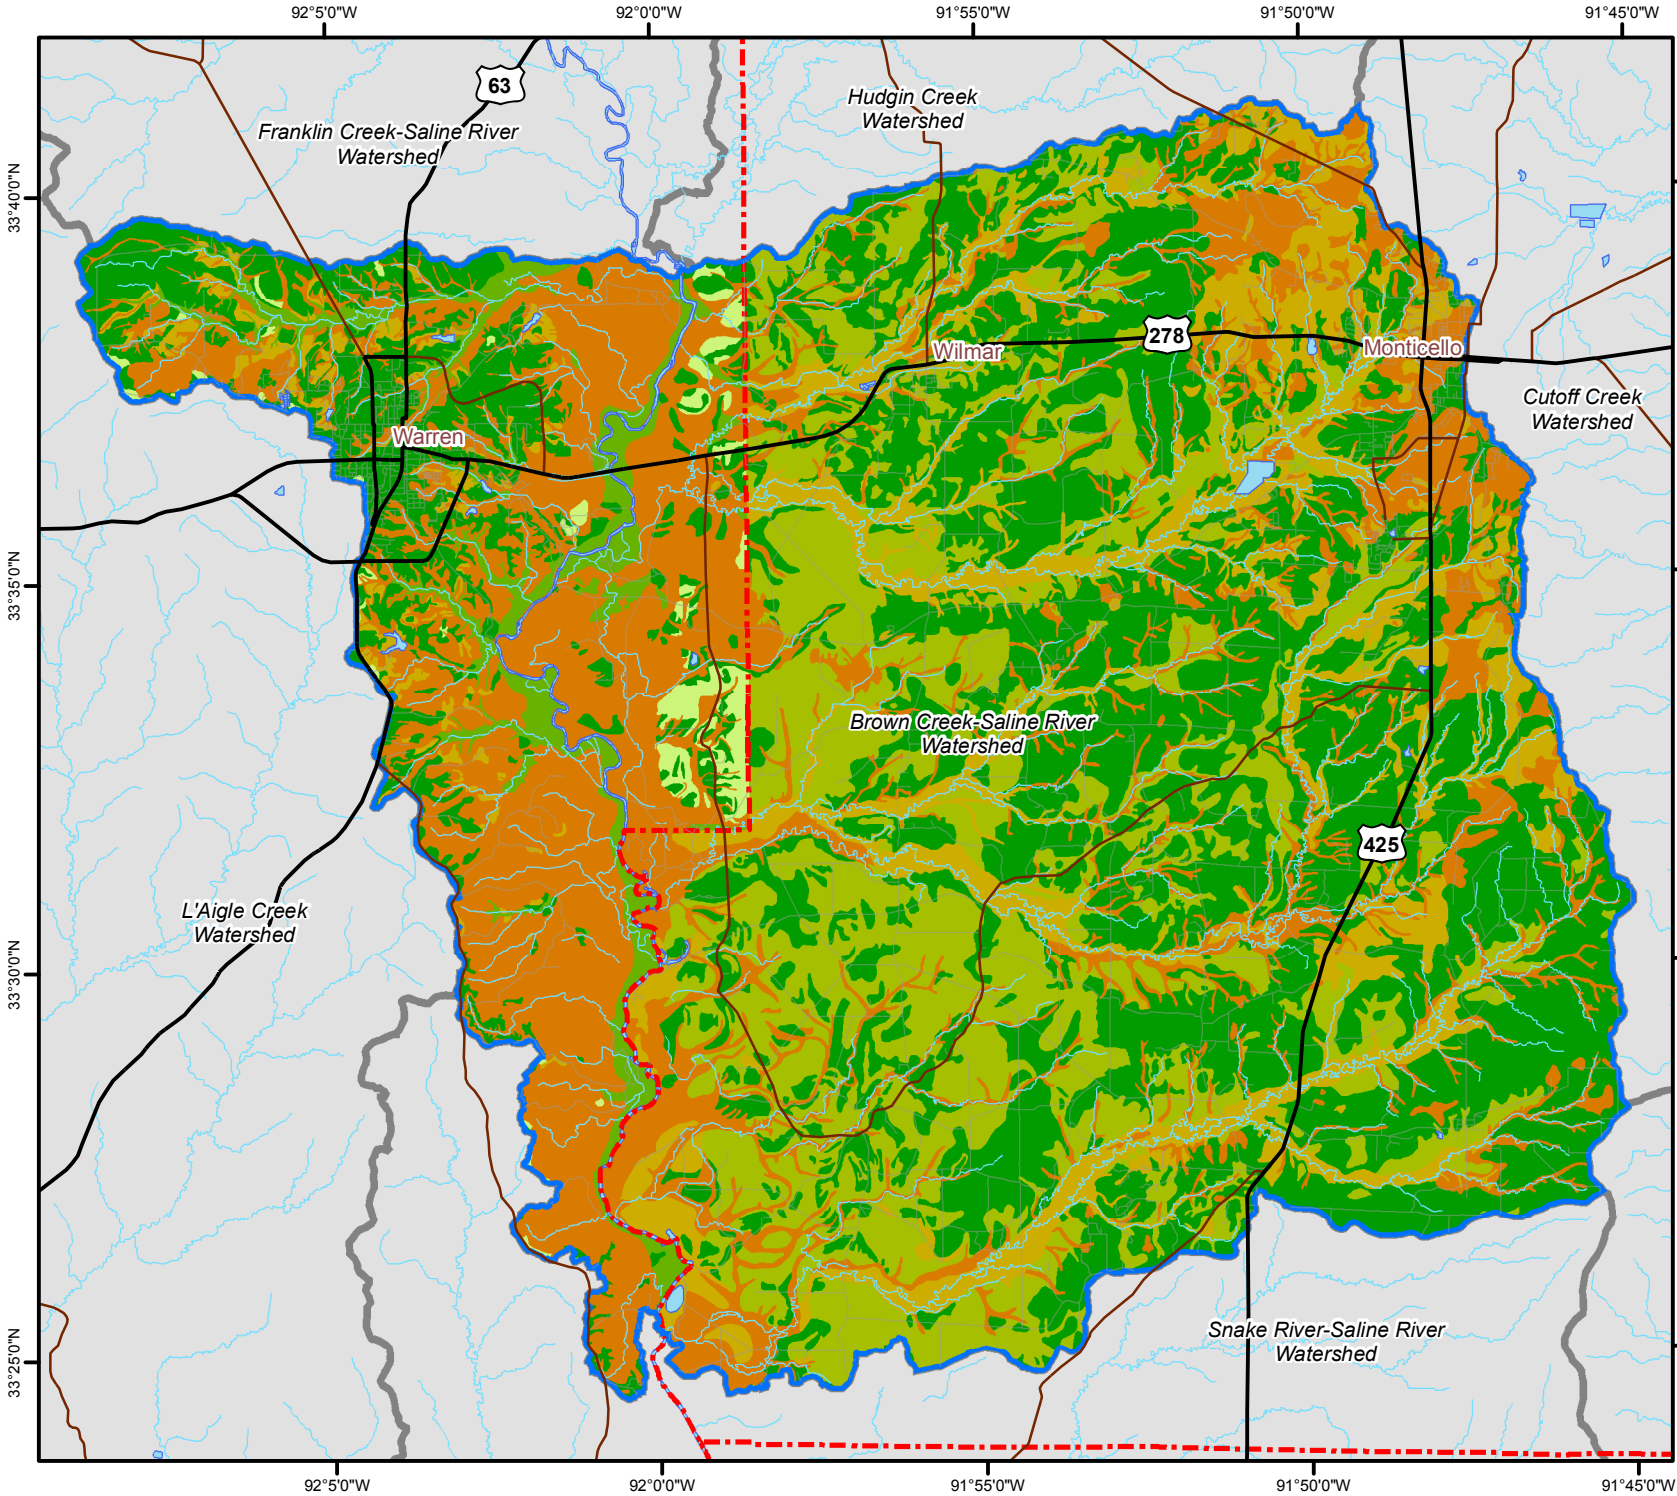 92°5'0"W
92°0'0"W
91°55'0"W
91°50'0"W
91°45'0"W
63
Hudgin Creek
Watershed
Franklin Creek-Saline River
Watershed
33°40'0"N
278
Wilmar
Monticello
Cutoff Creek
Watershed
Warren
33°35'0"N
Brown Creek-Saline River
Watershed
425
L'Aigle Creek
Watershed
33°30'0"N
Snake River-Saline River
Watershed
33°25'0"N
92°5'0"W
92°0'0"W
91°55'0"W
91°50'0"W
91°45'0"W